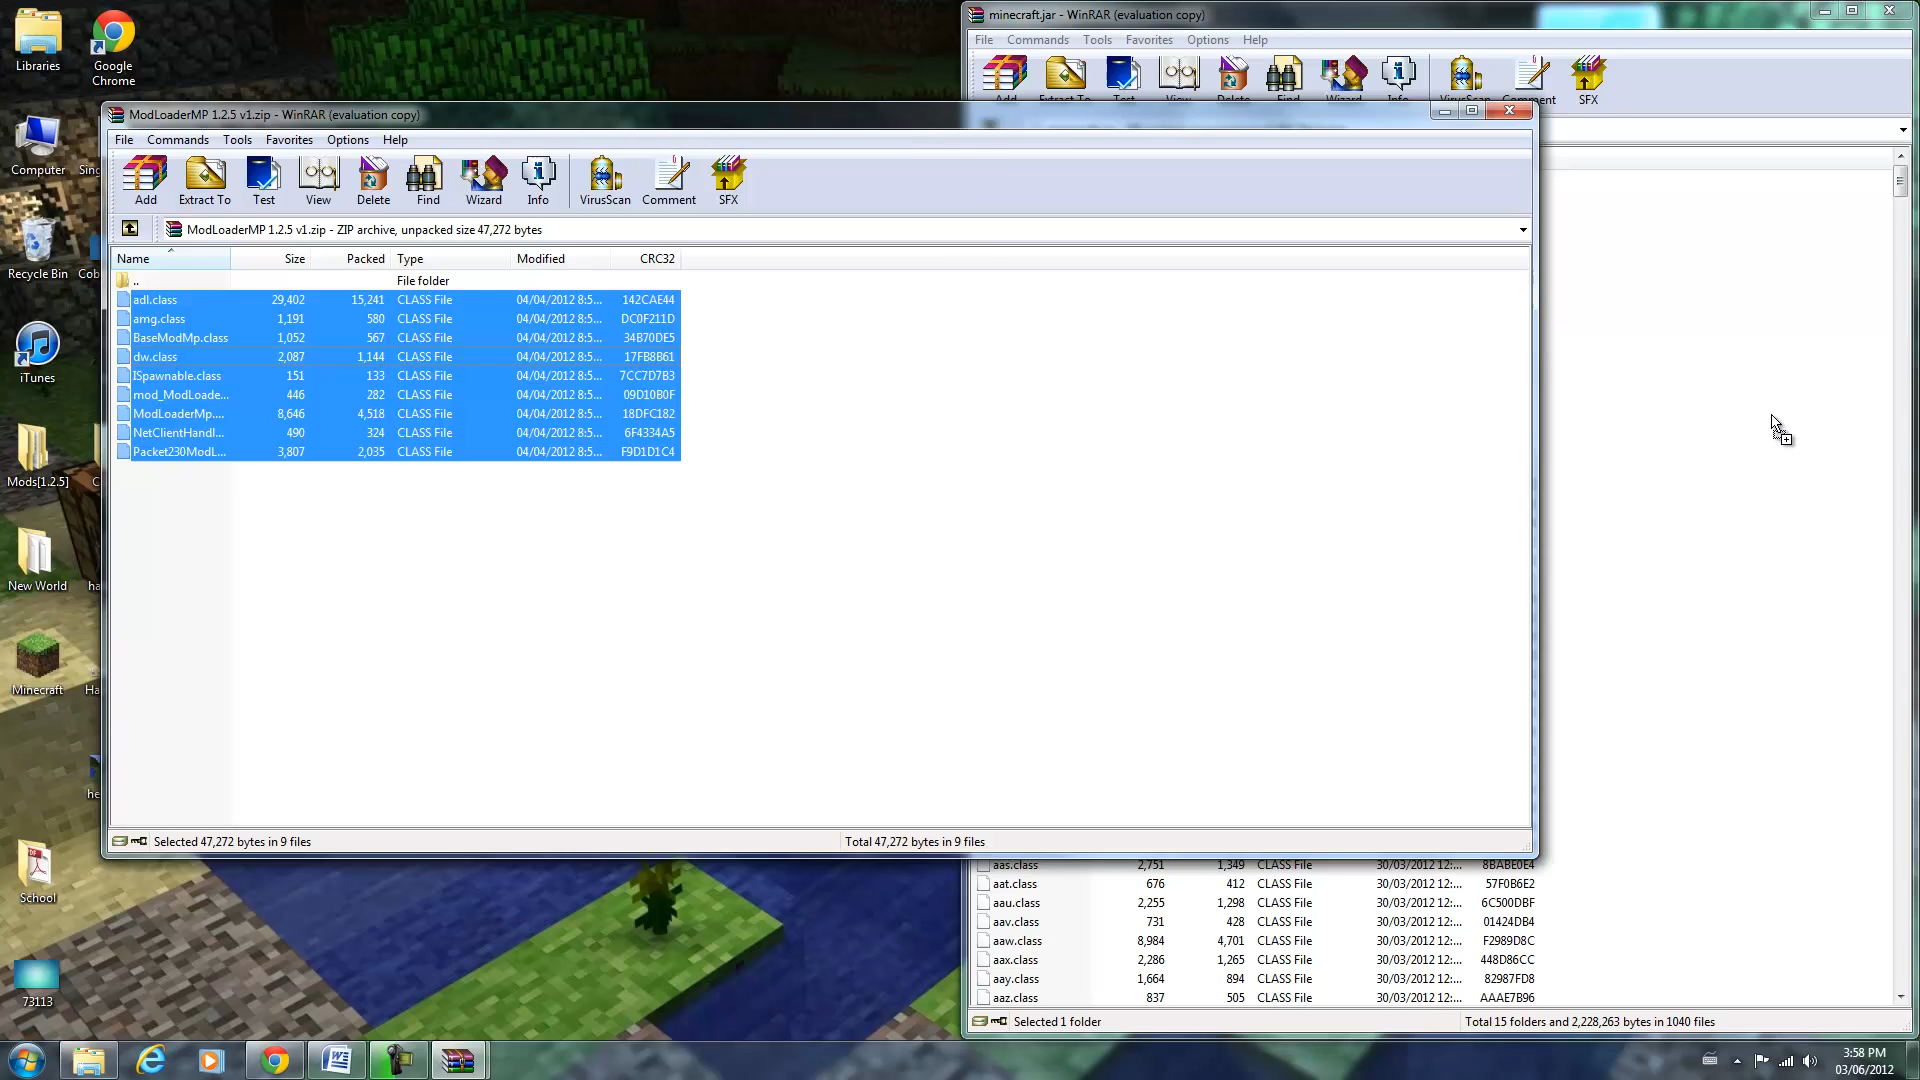 Libraries
Google Chrome
Computer
Sinc
Recycle Bin
Cob
iTunes
Mods[1.2.5]
C
New World
ha
Minecraft
Ha
he
School
73113
minecraft.jar - WinRAR (evaluation copy)
File Commands Tools Favorites Options Help
Add Extract To Test View Delete Find Wizard Info VirusScan Comment SFX
ModLoaderMP 1.2.5 v1.zip - WinRAR (evaluation copy)
File Commands Tools Favorites Options Help
Add Extract To Test View Delete Find Wizard Info VirusScan Comment SFX
ModLoaderMP 1.2.5 v1.zip - ZIP archive, unpacked size 47,272 bytes
Name Size Packed Type Modified CRC32
.. File folder
adl.class 29,402 15,241 CLASS File 04/04/2012 8:5... 142CAE44
amg.class 1,191 580 CLASS File 04/04/2012 8:5... DC0F211D
BaseModMp.class 1,052 567 CLASS File 04/04/2012 8:5... 34B70DE5
dw.class 2,087 1,144 CLASS File 04/04/2012 8:5... 17FB8B61
ISpawnable.class 151 133 CLASS File 04/04/2012 8:5... 7CC7D7B3
mod_ModLoade... 446 282 CLASS File 04/04/2012 8:5... 09D10B0F
ModLoaderMp.... 8,646 4,518 CLASS File 04/04/2012 8:5... 18DFC182
NetClientHandl... 490 324 CLASS File 04/04/2012 8:5... 6F4334A5
Packet230ModL... 3,807 2,035 CLASS File 04/04/2012 8:5... F9D1D1C4
Selected 47,272 bytes in 9 files
Total 47,272 bytes in 9 files
aas.class 2,751 1,349 CLASS File 30/03/2012 12:... 8BABE0E4
aat.class 676 412 CLASS File 30/03/2012 12:... 57F0B6E2
aau.class 2,255 1,298 CLASS File 30/03/2012 12:... 6C500DBF
aav.class 731 428 CLASS File 30/03/2012 12:... 01424DB4
aaw.class 8,984 4,701 CLASS File 30/03/2012 12:... F2989D8C
aax.class 2,286 1,265 CLASS File 30/03/2012 12:... 448D86CC
aay.class 1,664 894 CLASS File 30/03/2012 12:... 82987FD8
aaz.class 837 505 CLASS File 30/03/2012 12:... AAAE7B96
Selected 1 folder
Total 15 folders and 2,228,263 bytes in 1040 files
3:58 PM
03/06/2012